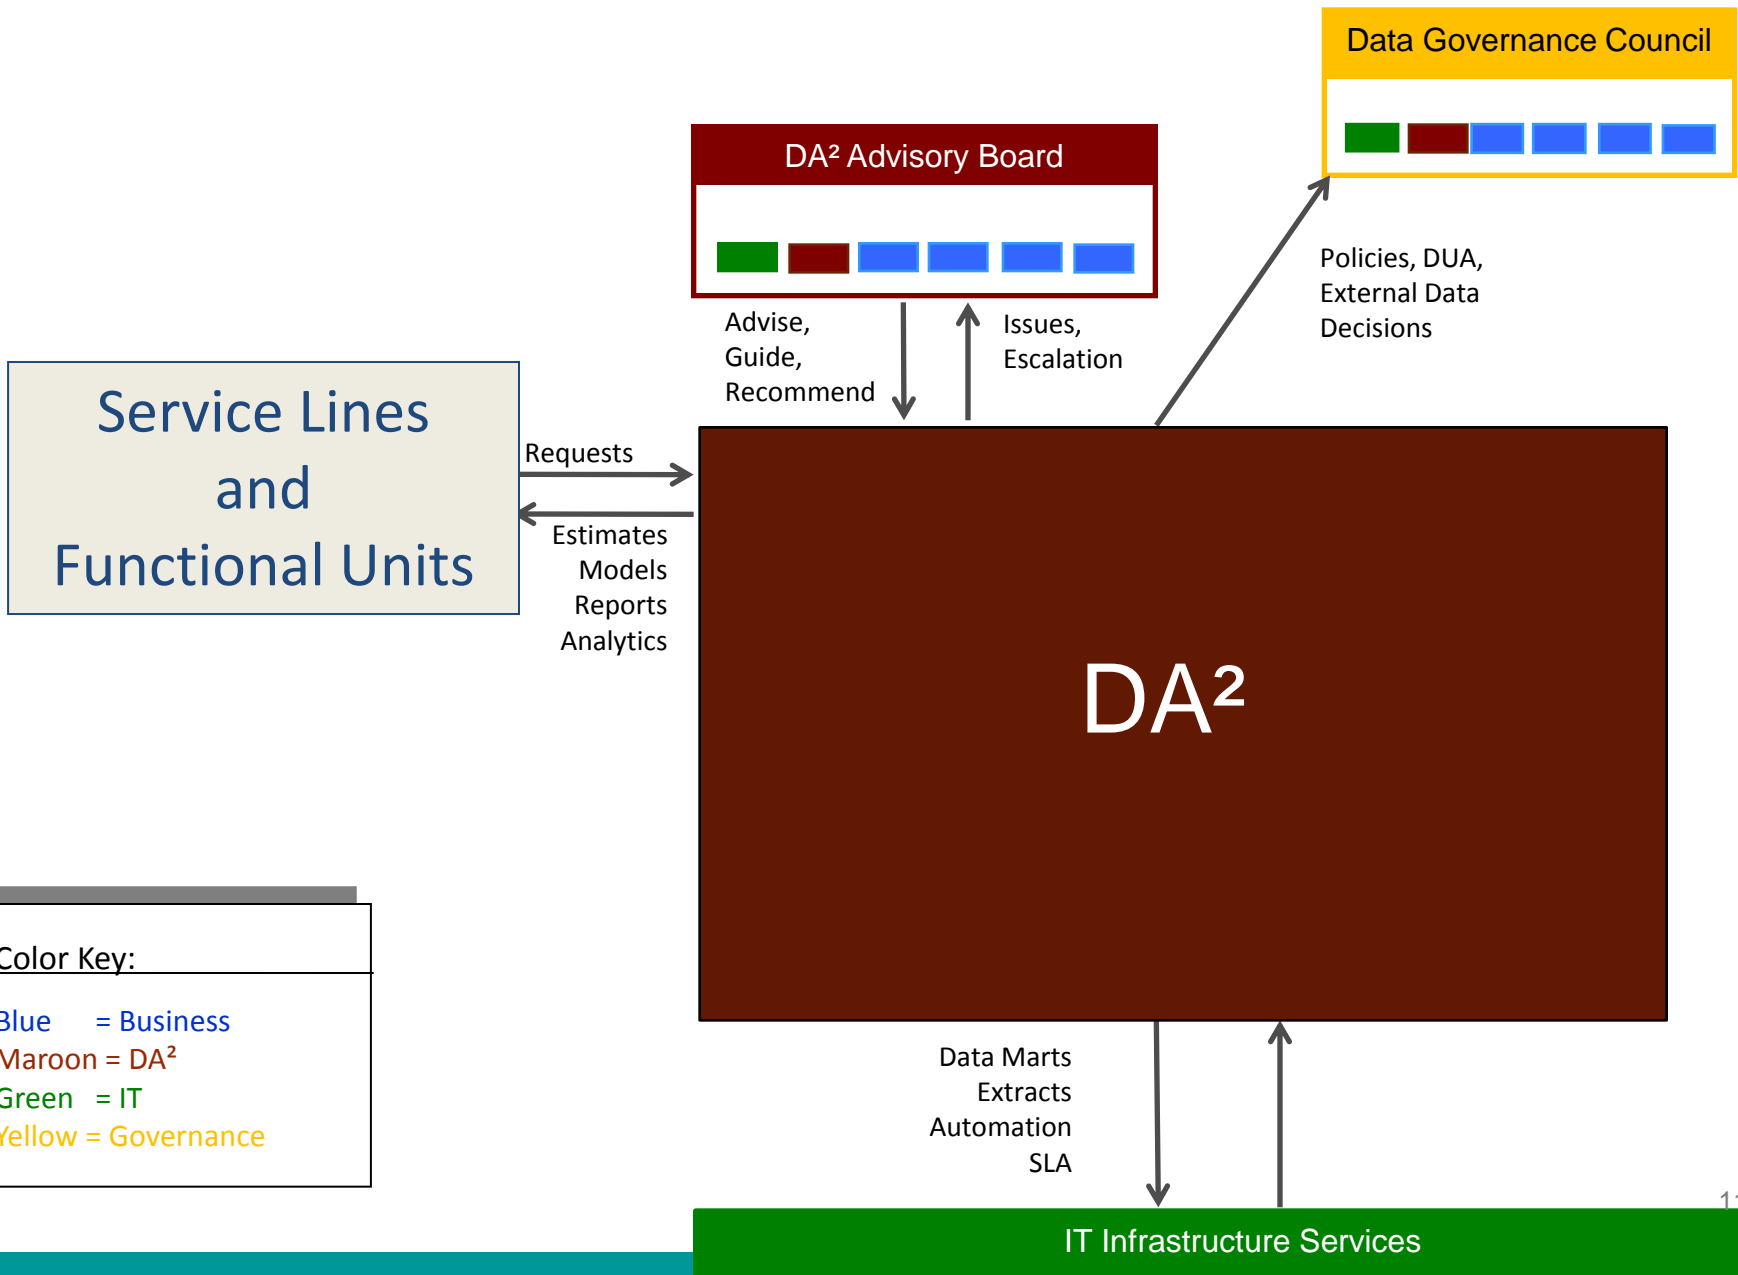 Data Governance Council
DA² Advisory Board
Policies, DUA,
External Data
Decisions
Advise,
Guide,
Recommend
Issues,
Escalation
Service Lines
and
Functional Units
Requests
Estimates
Models
Reports
Analytics
DA²
Color Key:
Blue = Business
Maroon = DA²
Green = IT
Yellow = Governance
Data Marts
Extracts
Automation
SLA
IT Infrastructure Services